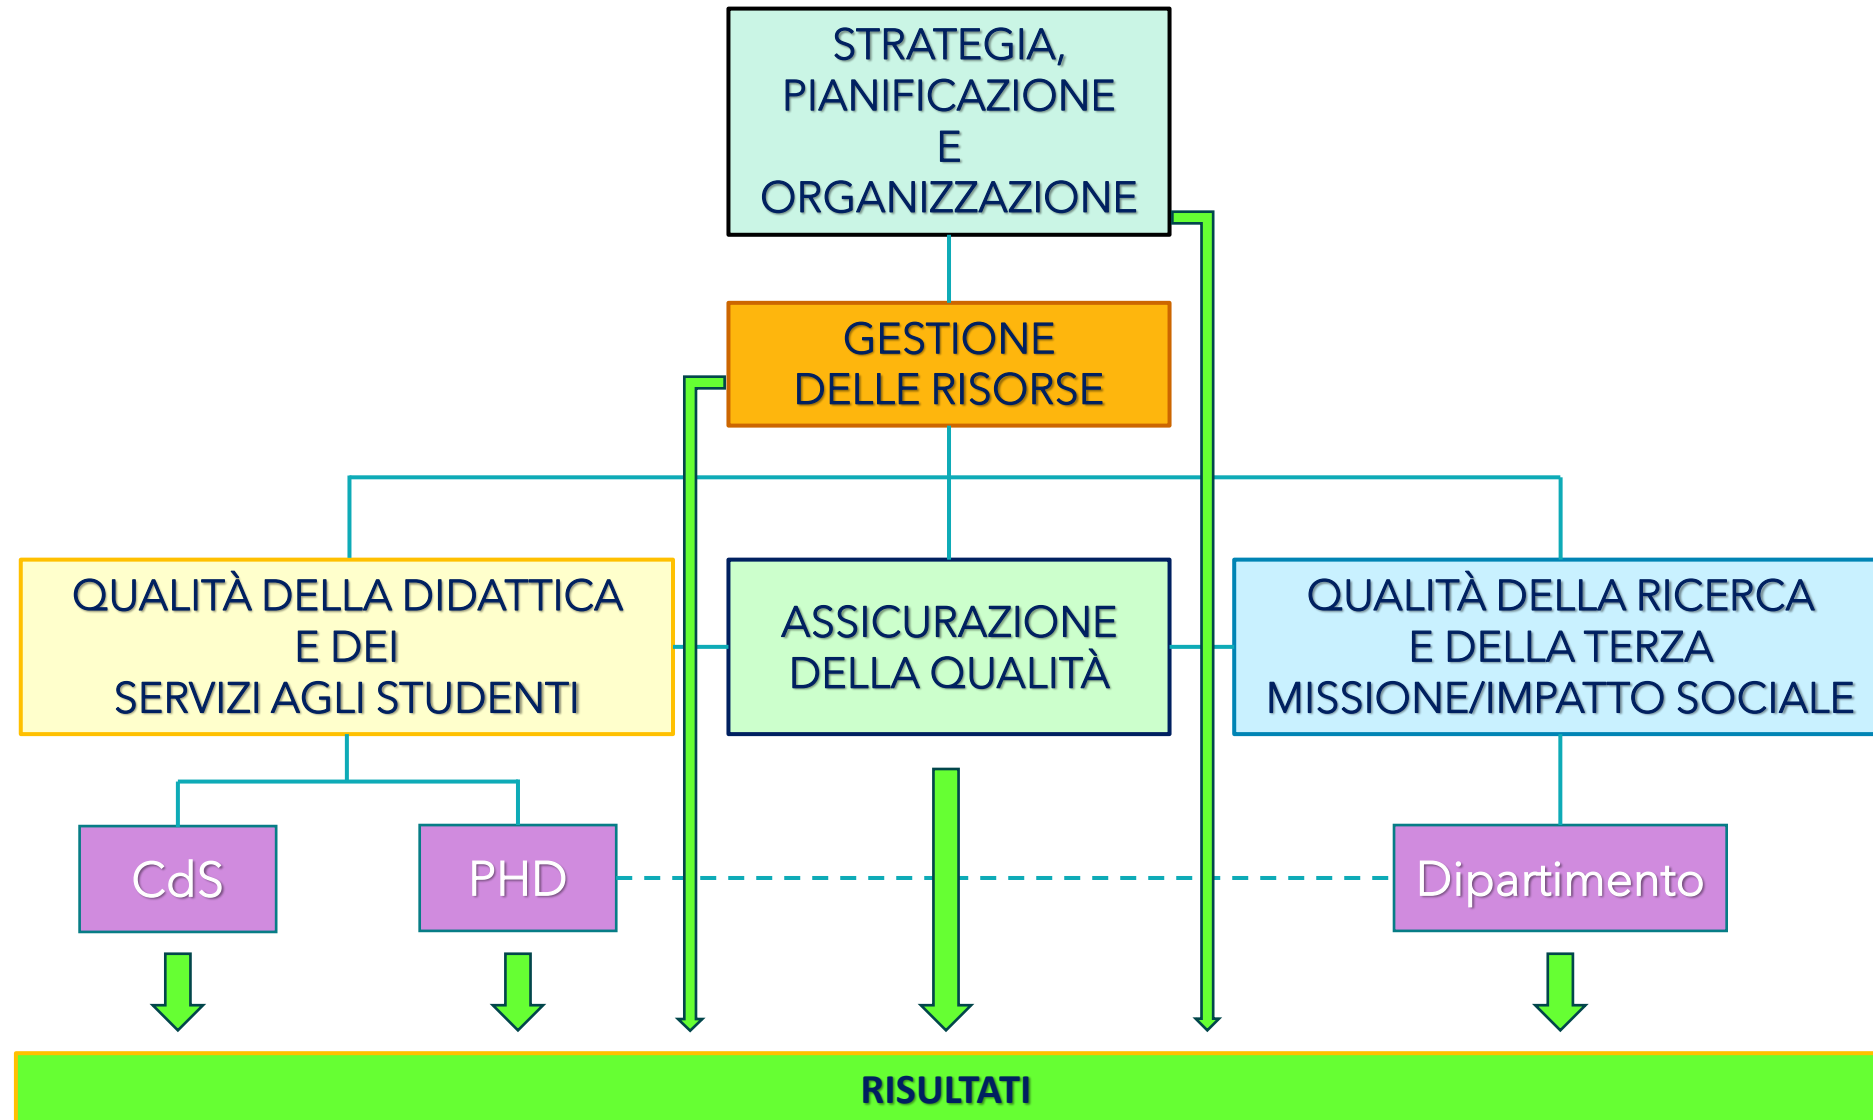 STRATEGIA,
PIANIFICAZIONE
E
ORGANIZZAZIONE
GESTIONE
DELLE RISORSE
QUALITÀ DELLA DIDATTICA
E DEI
SERVIZI AGLI STUDENTI
ASSICURAZIONE
DELLA QUALITÀ
QUALITÀ DELLA RICERCA
E DELLA TERZA
MISSIONE/IMPATTO SOCIALE
CdS
PHD
Dipartimento
RISULTATI